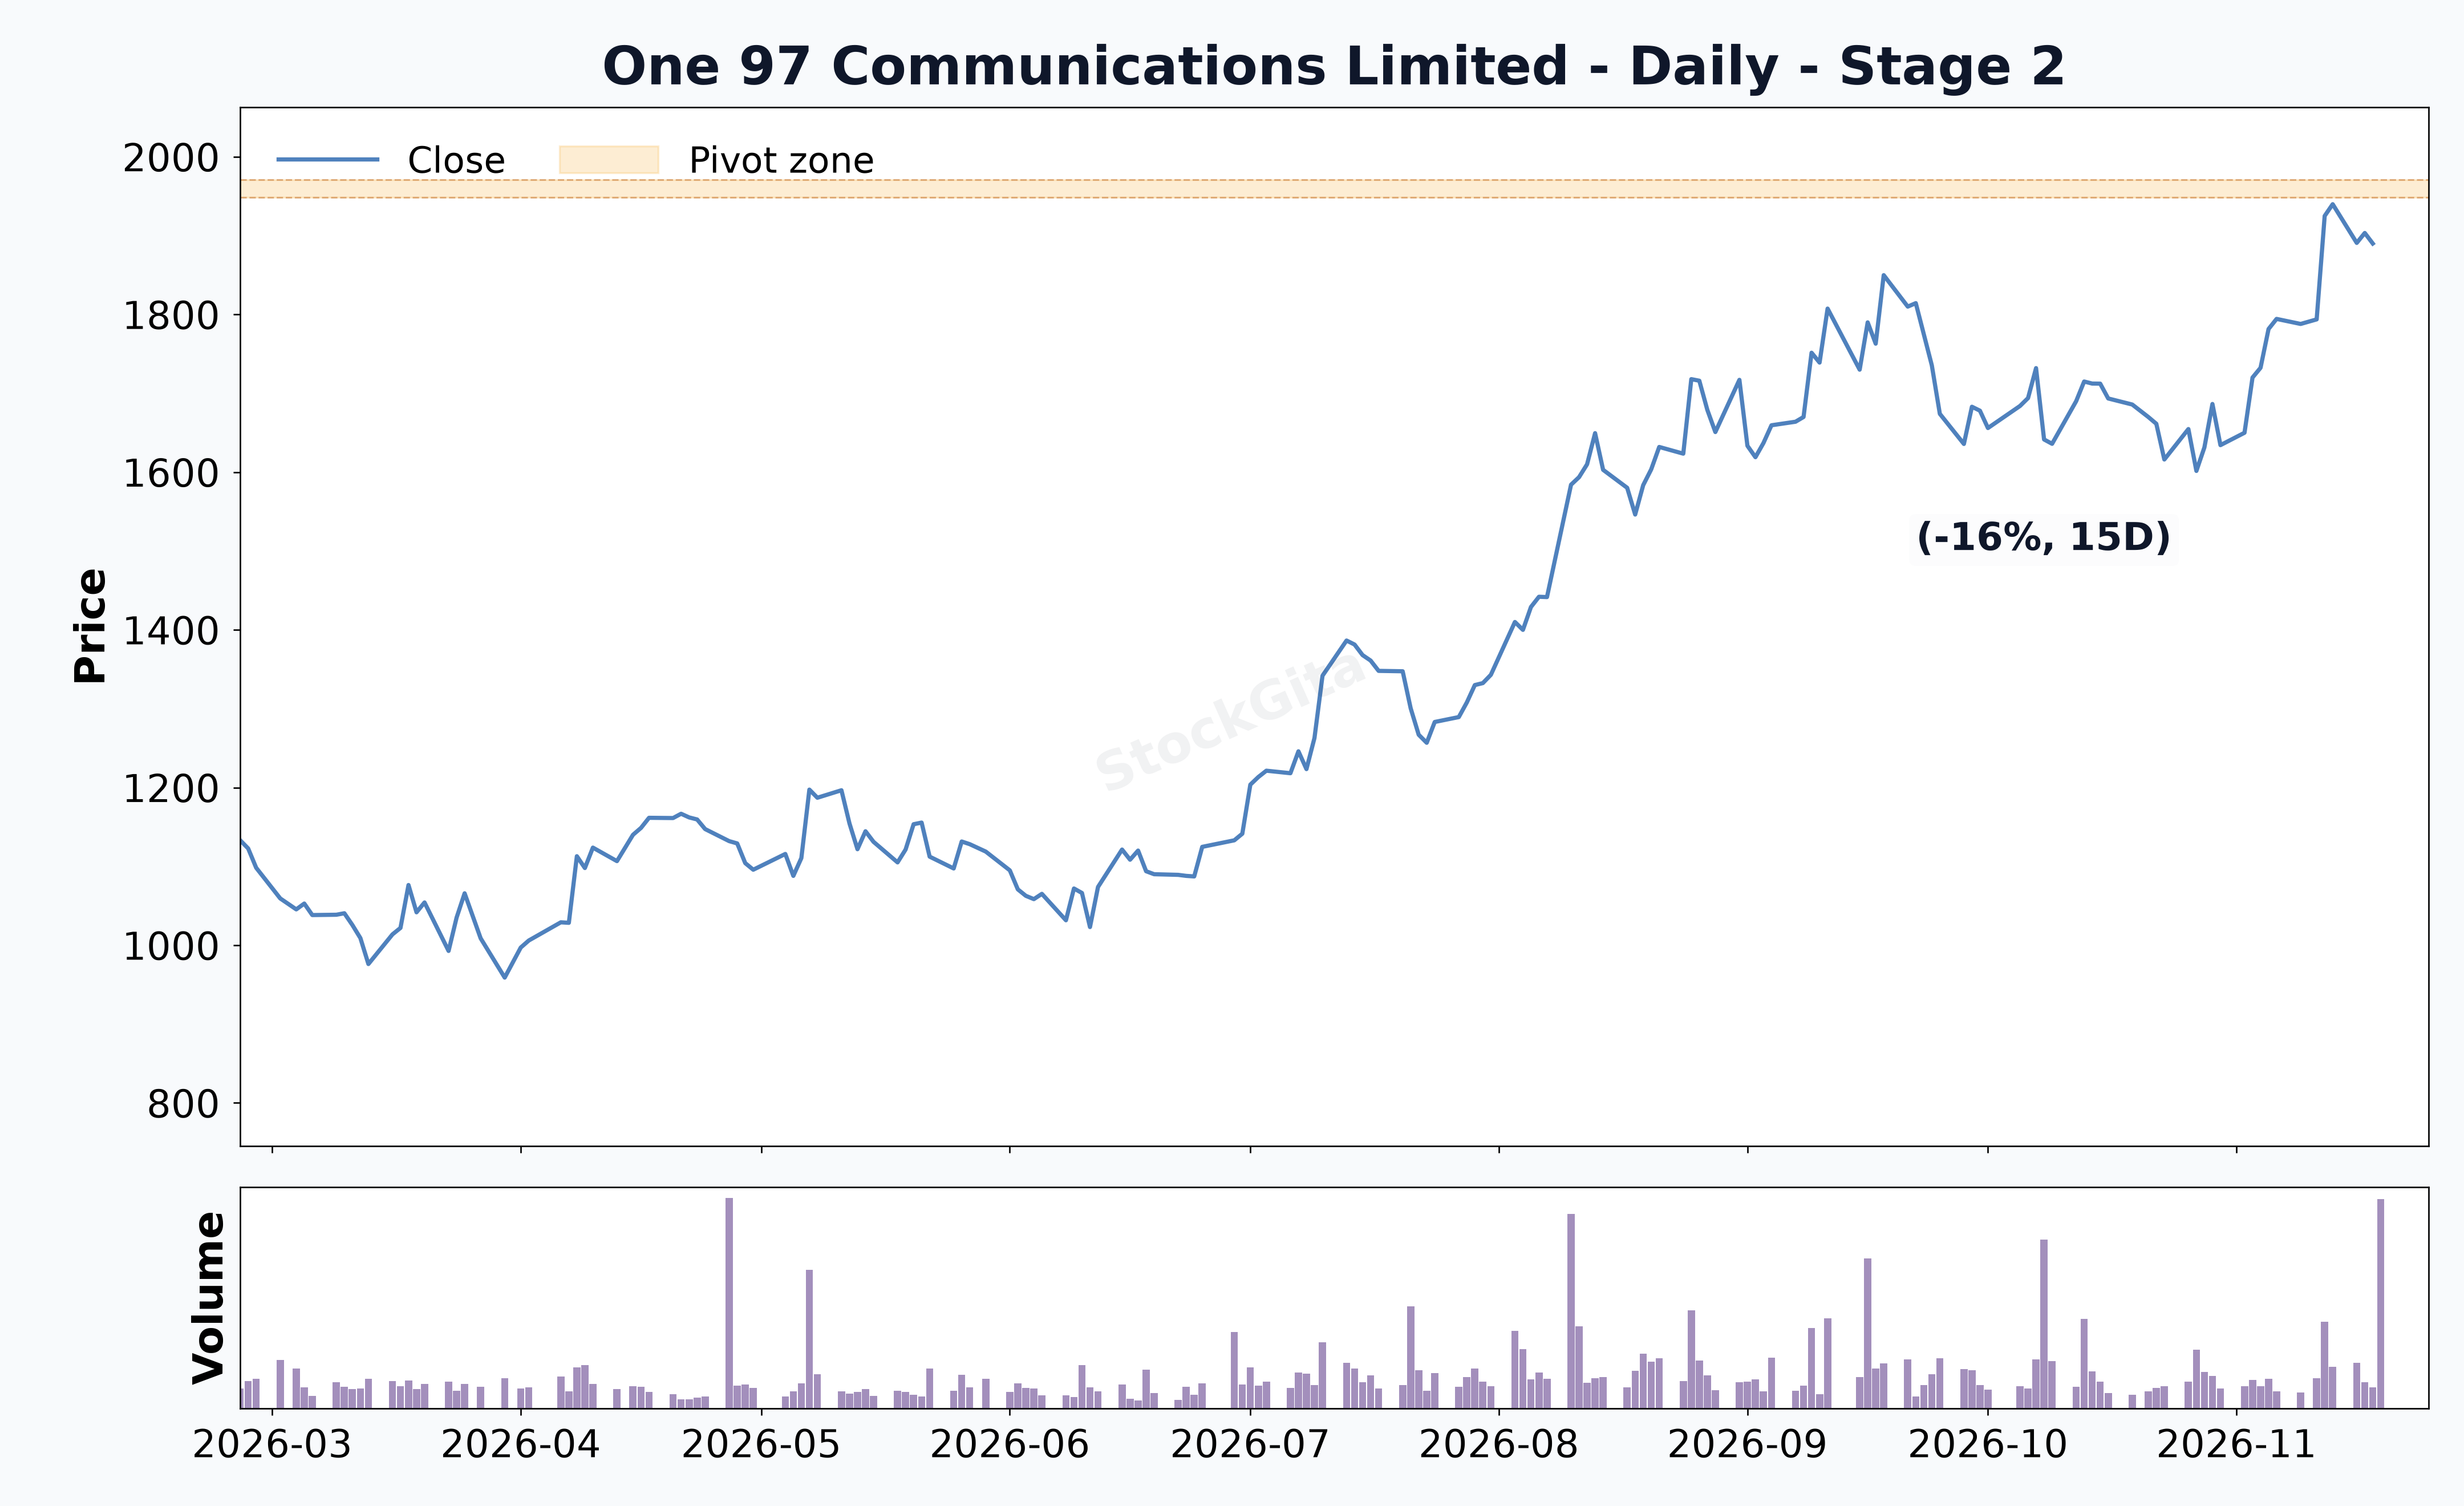 One 97 Communications Limited - Daily - Stage 2
Close
Pivot zone
2000
1800
1600
1400
1200
1000
800
Price
(-16%, 15D)
StockGita
Volume
2026-03
2026-04
2026-05
2026-06
2026-07
2026-08
2026-09
2026-10
2026-11